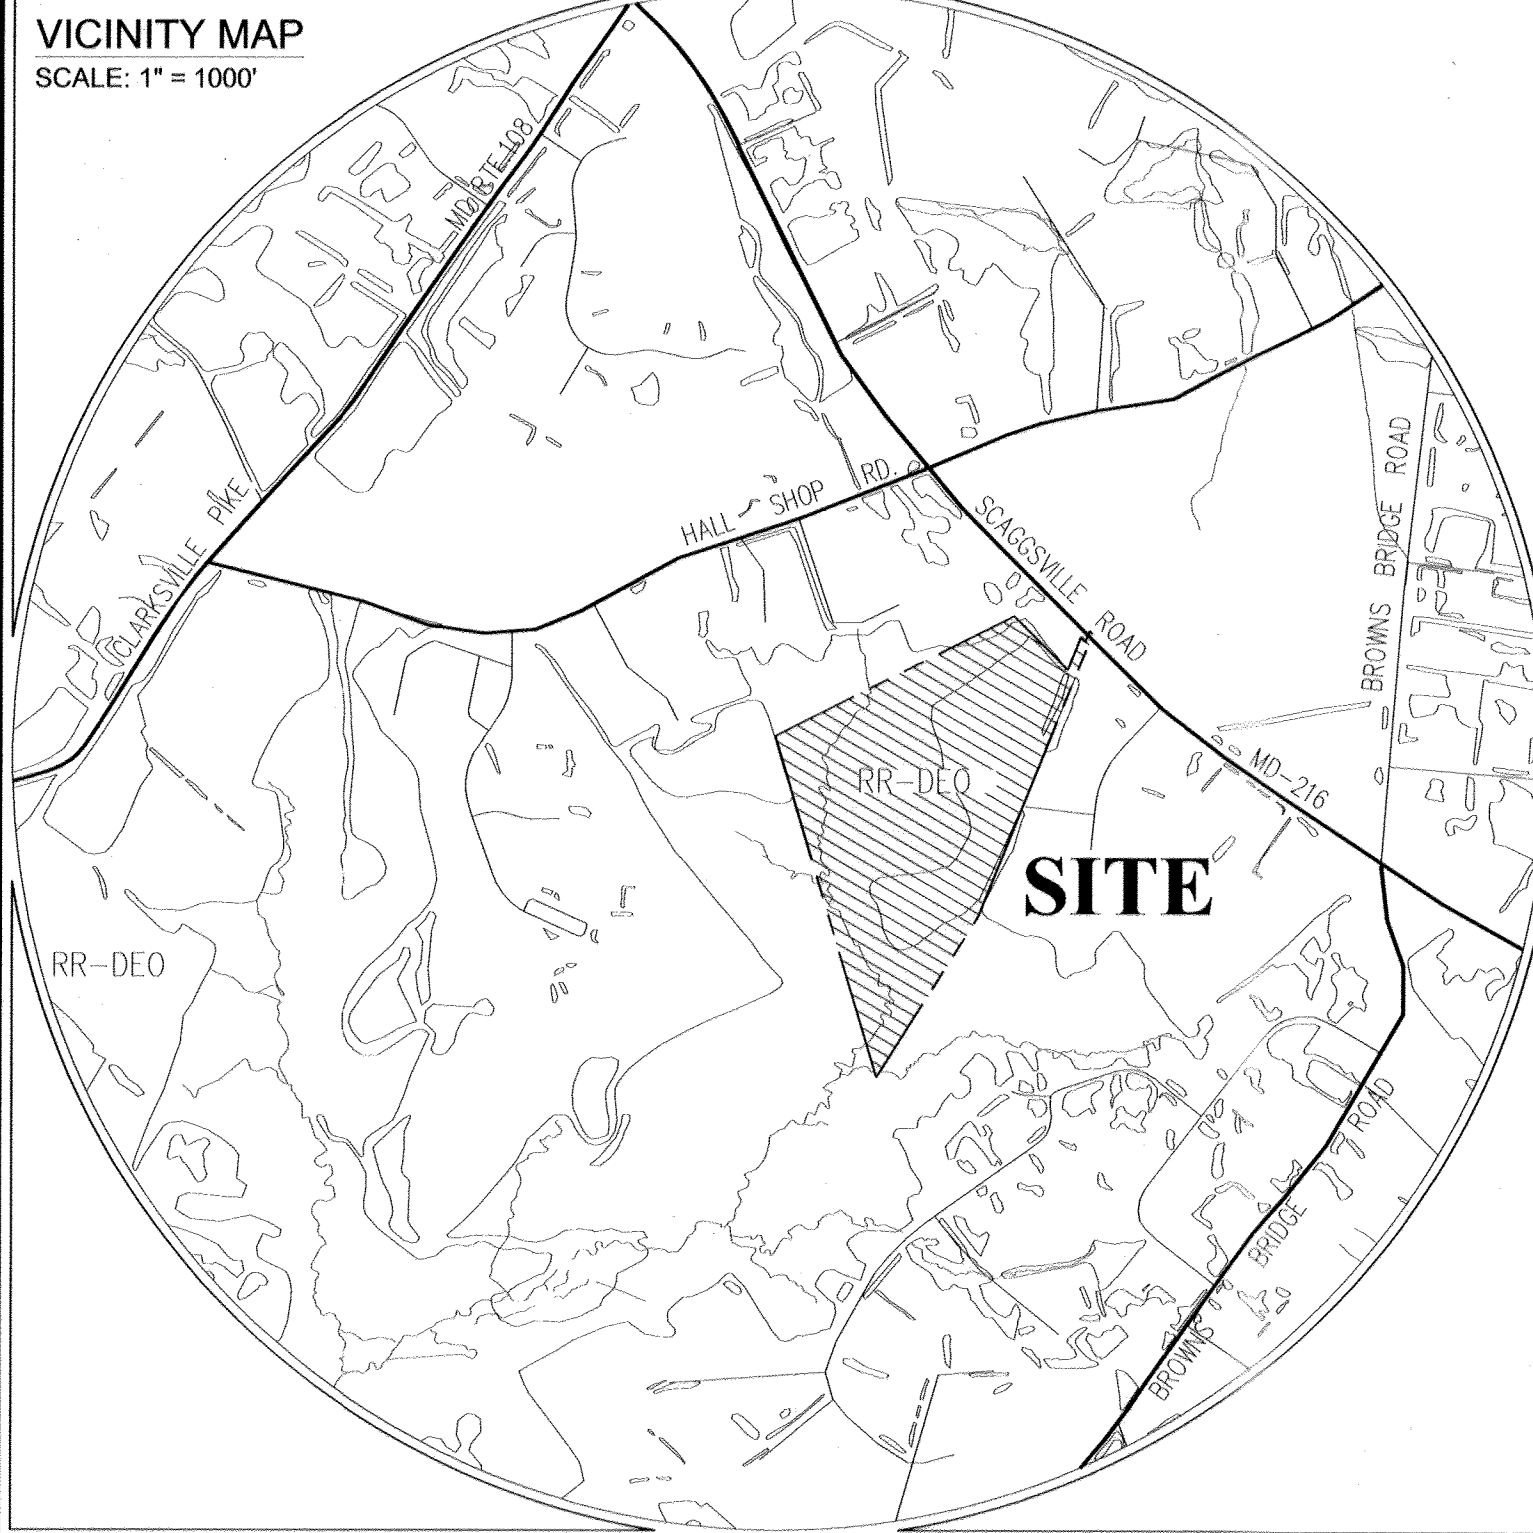 VICINITY MAP
SCALE: 1" = 1000'
MD RTE 108
CLARKSVILLE PIKE
HALL SHOP RD.
SCAGGSVILLE ROAD
BROWNS BRIDGE ROAD
MD-216
RR-DEO
SITE
RR-DEO
BROWNS BRIDGE ROAD